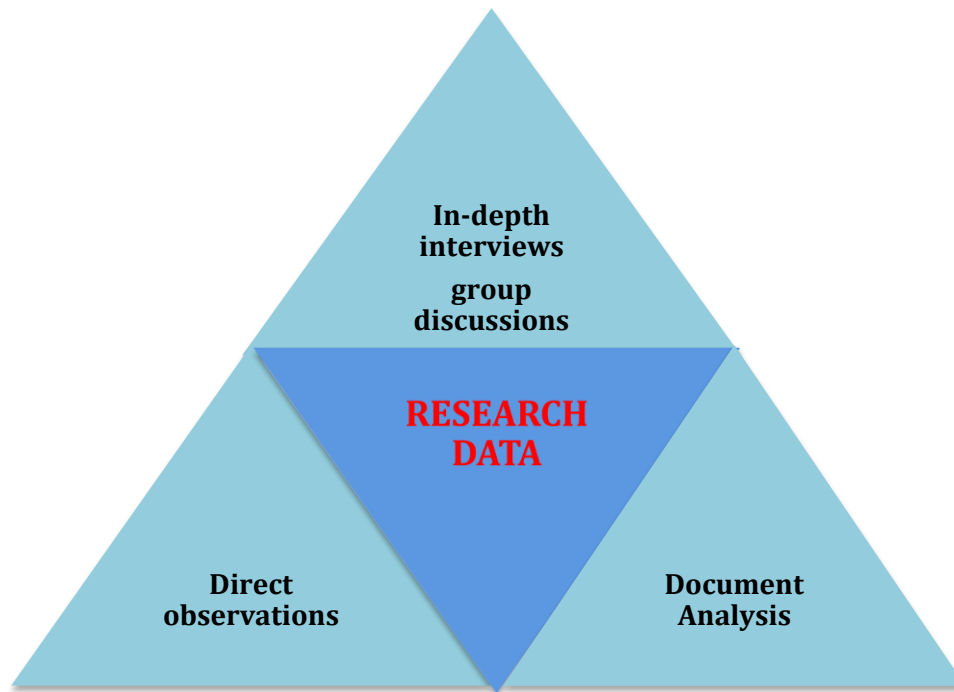 In-depth
interviews
group
discussions
RESEARCH
DATA
Direct
observations
Document
Analysis